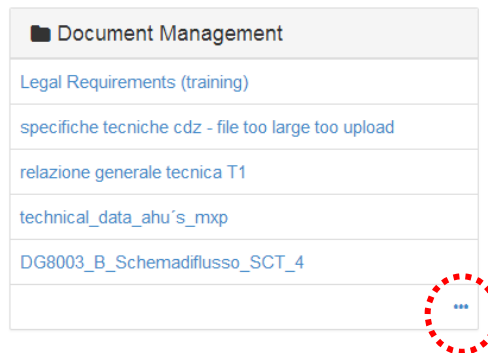 Document Management
Legal Requirements (training)
specifiche tecniche cdz - file too large too upload
relazione generale tecnica T1
technical_data_ahu´s_mxp
DG8003_B_Schemadiflusso_SCT_4
...